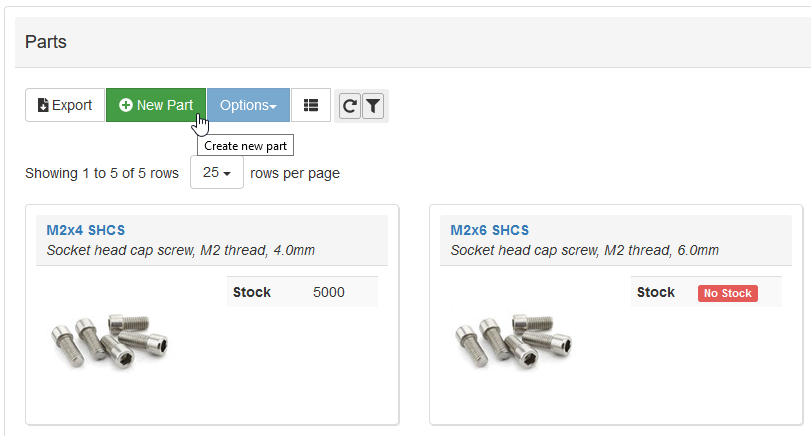 Parts
Export New Part Options
Create new part
Showing 1 to 5 of 5 rows 25 rows per page
M2x4 SHCS
Socket head cap screw, M2 thread, 4.0mm
Stock 5000
M2x6 SHCS
Socket head cap screw, M2 thread, 6.0mm
Stock No Stock